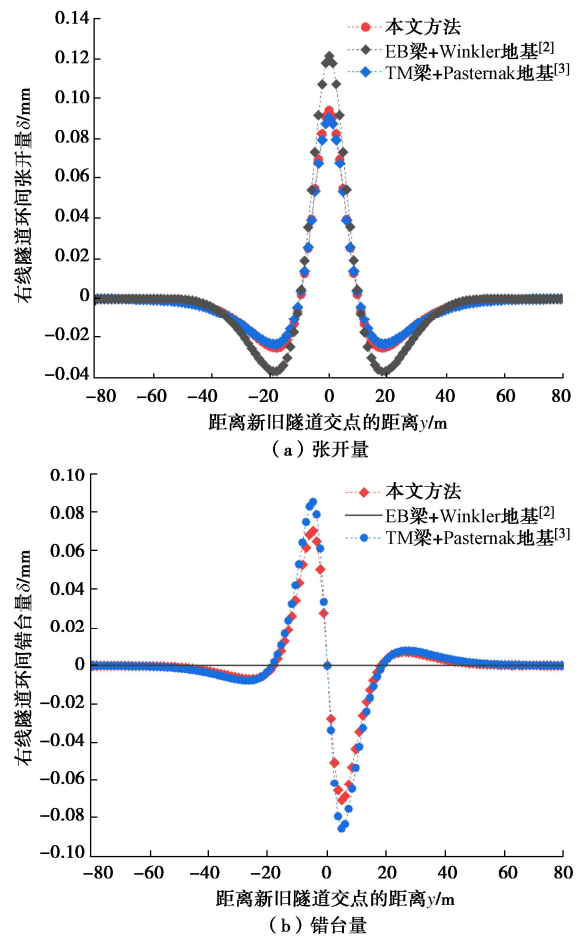 本文方法
EB梁+Winkler地基[2]
TM梁+Pasternak地基[3]
右线隧道环间张开量δ/mm
0.14
0.12
0.10
0.08
0.06
0.04
0.02
0
−0.02
−0.04
−80 −60 −40 −20 0 20 40 60 80
距离新旧隧道交点的距离y/m
(a) 张开量
本文方法
EB梁+Winkler地基[2]
TM梁+Pasternak地基[3]
右线隧道环间错台量δ/mm
0.10
0.08
0.06
0.04
0.02
0
−0.02
−0.04
−0.06
−0.08
−0.10
−80 −60 −40 −20 0 20 40 60 80
距离新旧隧道交点的距离y/m
(b) 错台量